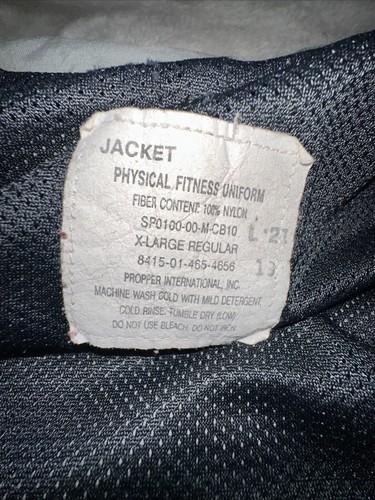 JACKET
PHYSICAL FITNESS UNIFORM
FIBER CONTENT: 100% NYLON
SP0100-00-M-CB10
X-LARGE REGULAR
8415-01-465-4656
PROPPER INTERNATIONAL, INC.
MACHINE WASH COLD WITH MILD DETERGENT.
COLD RINSE. TUMBLE DRY (LOW)
DO NOT USE BLEACH. DO NOT IRON.